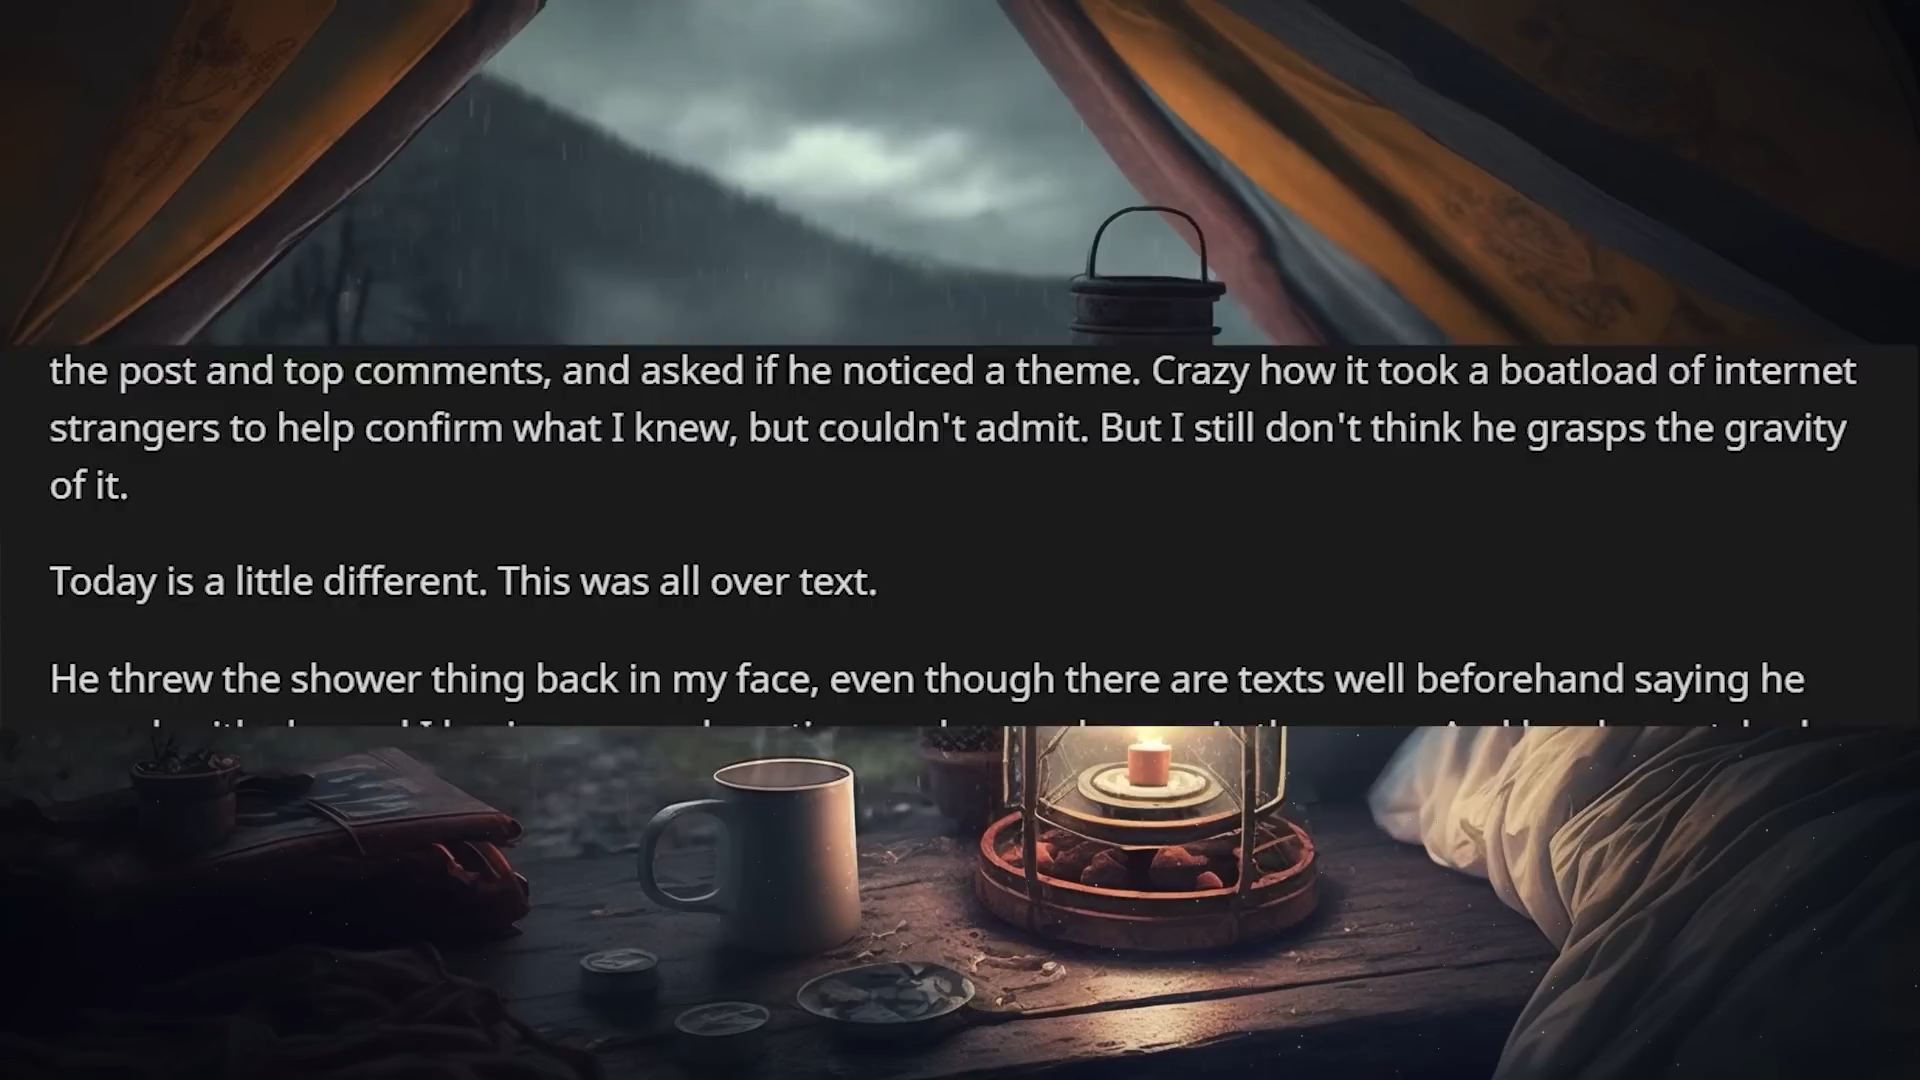 the post and top comments, and asked if he noticed a theme. Crazy how it took a boatload of internet
strangers to help confirm what I knew, but couldn't admit. But I still don't think he grasps the gravity
of it.
Today is a little different. This was all over text.
He threw the shower thing back in my face, even though there are texts well beforehand saying he